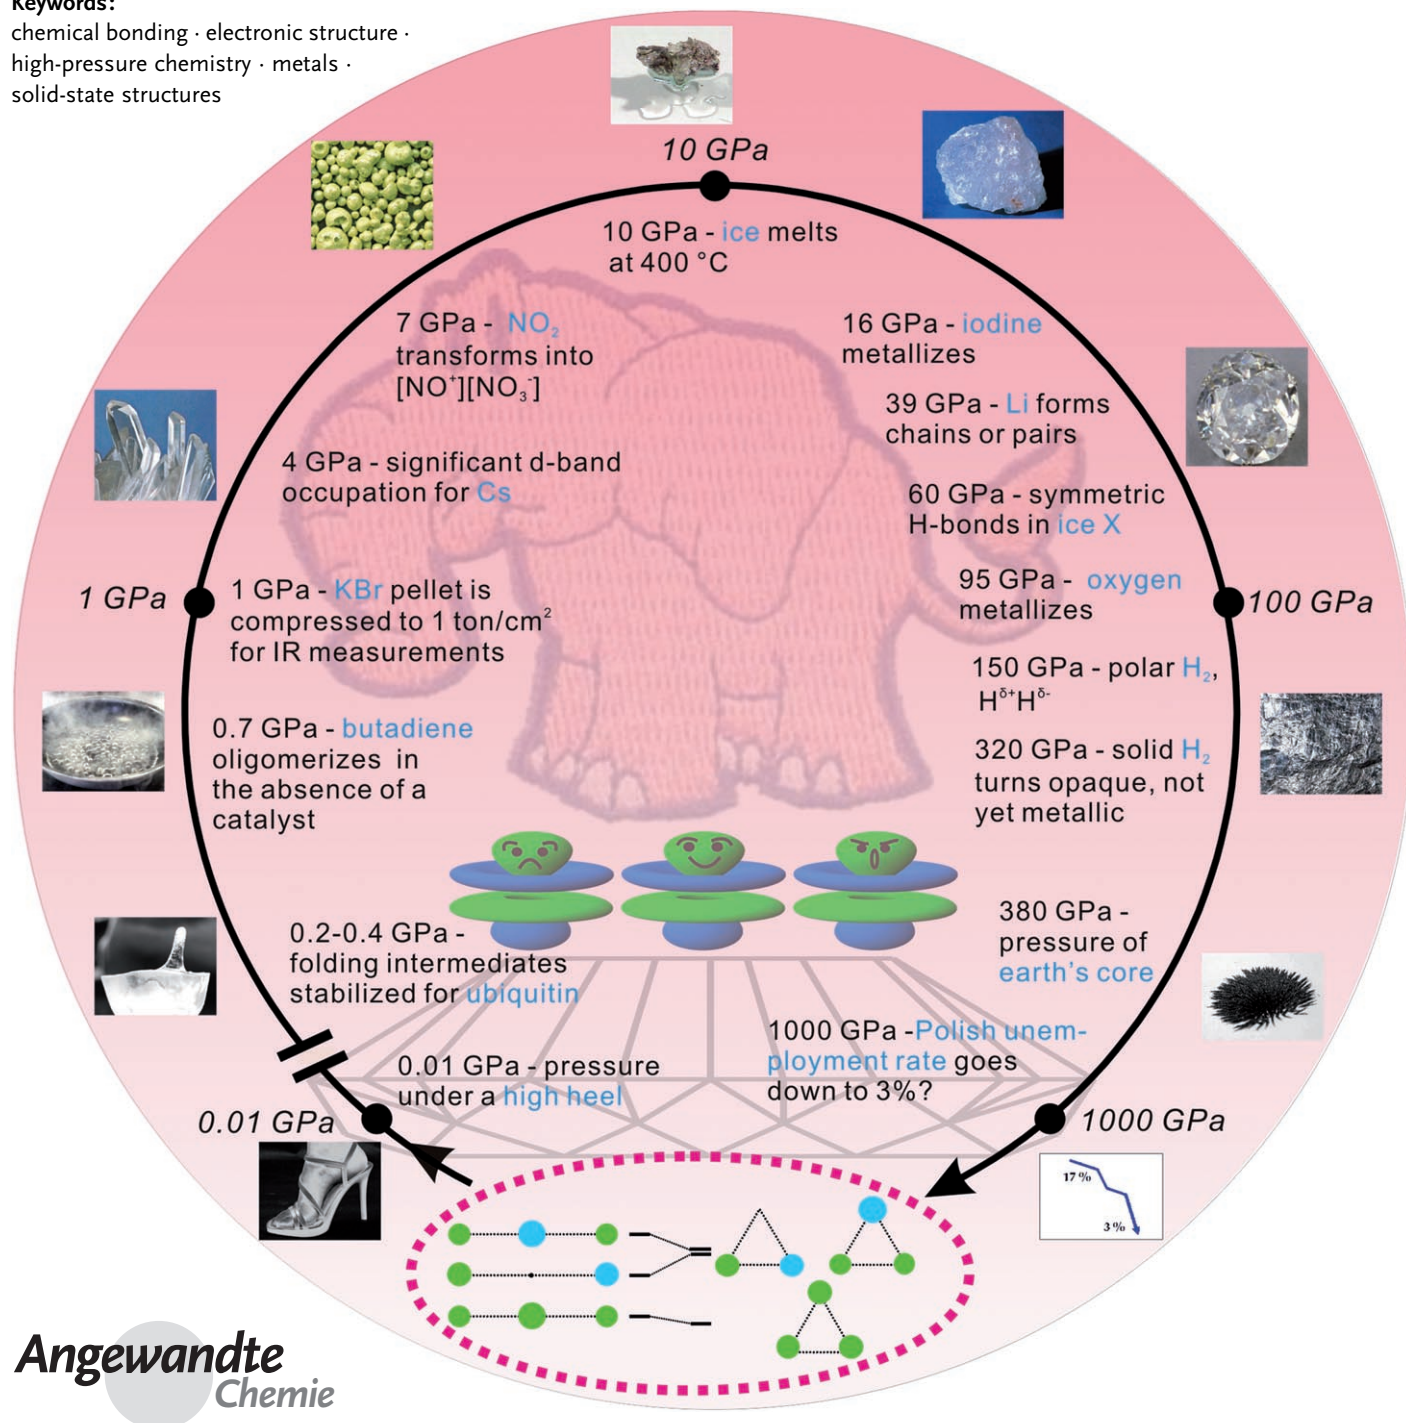 Keywords:
chemical bonding · electronic structure ·
high-pressure chemistry · metals ·
solid-state structures
10 GPa
10 GPa - ice melts
at 400 °C
7 GPa - NO₂
transforms into
[NO⁺][NO₃⁻]
16 GPa - iodine
metallizes
39 GPa - Li forms
chains or pairs
4 GPa - significant d-band
occupation for Cs
60 GPa - symmetric
H-bonds in ice X
95 GPa - oxygen
metallizes
1 GPa
1 GPa - KBr pellet is
compressed to 1 ton/cm²
for IR measurements
100 GPa
150 GPa - polar H₂,
Hᵟ⁺Hᵟ⁻
0.7 GPa - butadiene
oligomerizes in
the absence of a
catalyst
320 GPa - solid H₂
turns opaque, not
yet metallic
0.2-0.4 GPa -
folding intermediates
stabilized for ubiquitin
380 GPa -
pressure of
earth's core
0.01 GPa - pressure
under a high heel
1000 GPa -Polish unem-
ployment rate goes
down to 3%?
0.01 GPa
1000 GPa
17 %
3 %
Angewandte
Chemie